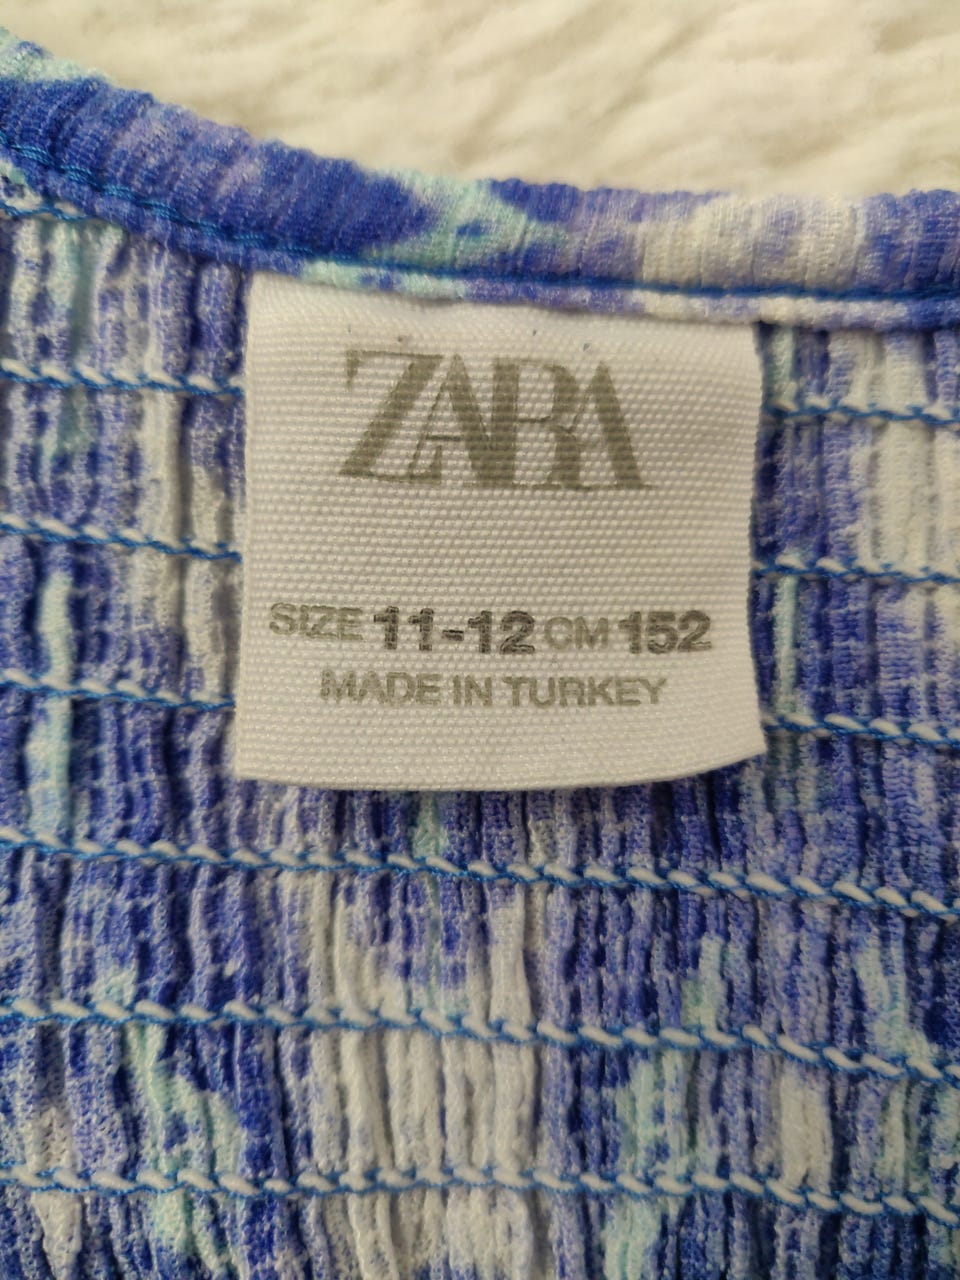 ZARA
SIZE 11-12 CM 152
MADE IN TURKEY